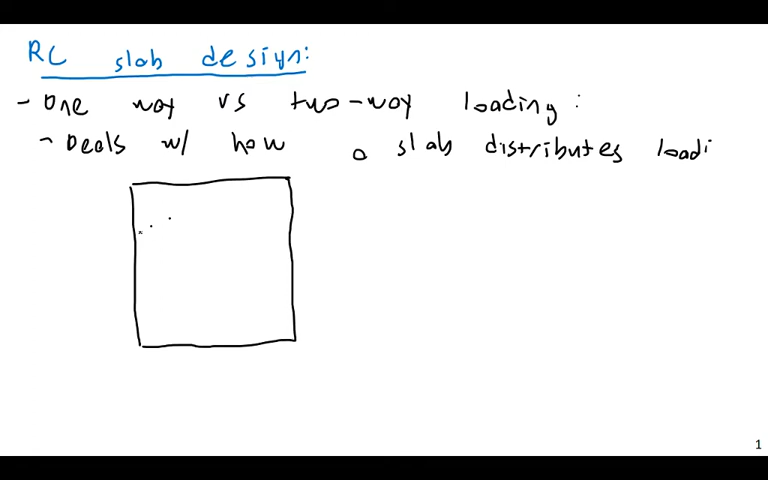 RC slab design:
- One way vs two-way loading:
- Deals w/ how a slab distributes loadi
1